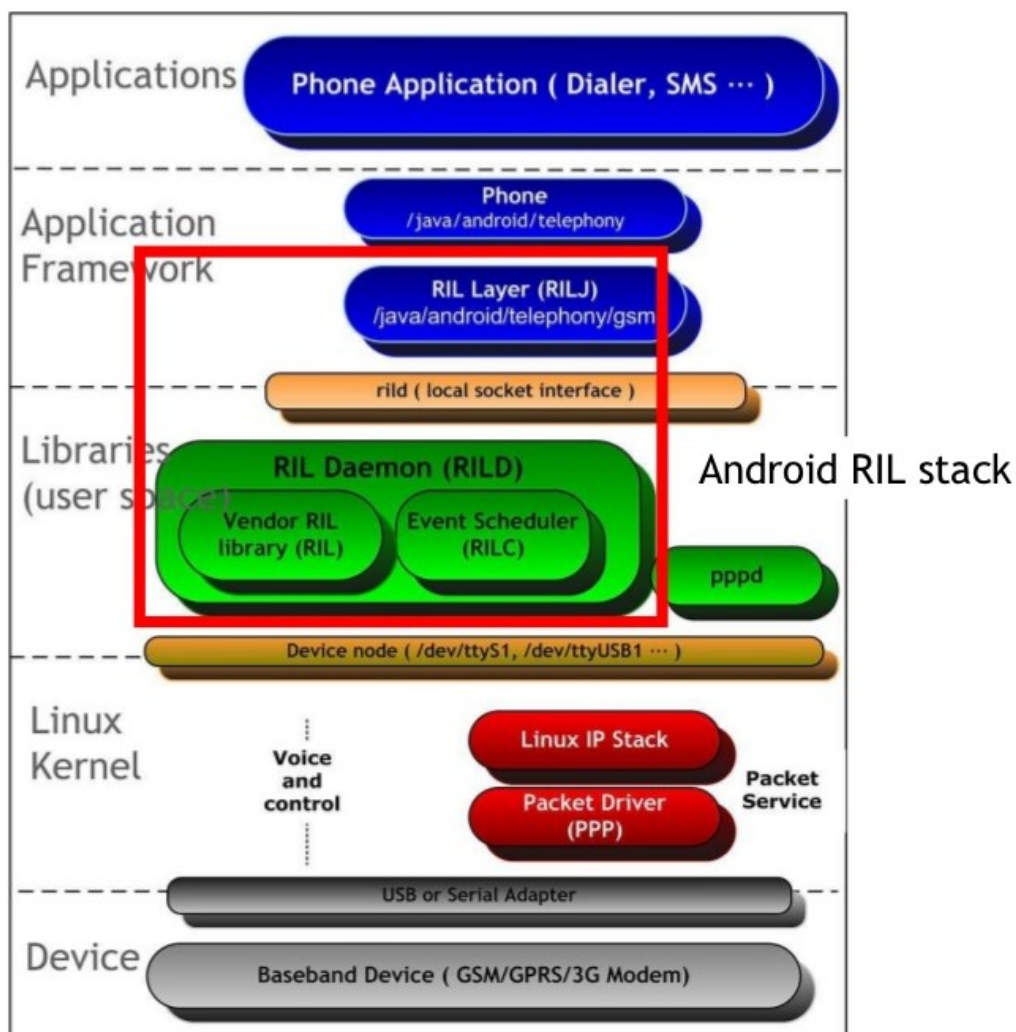 Applications
Phone Application ( Dialer, SMS ··· )
Application
Framework
Phone
/java/android/telephony
RIL Layer (RILJ)
/java/android/telephony/gsm
rild ( local socket interface )
Libraries
(user space)
RIL Daemon (RILD)
Vendor RIL
library (RIL)
Event Scheduler
(RILC)
Android RIL stack
pppd
Device node ( /dev/ttyS1, /dev/ttyUSB1 ··· )
Linux
Kernel
Voice
and
control
Linux IP Stack
Packet Driver
(PPP)
Packet
Service
USB or Serial Adapter
Device
Baseband Device ( GSM/GPRS/3G Modem)